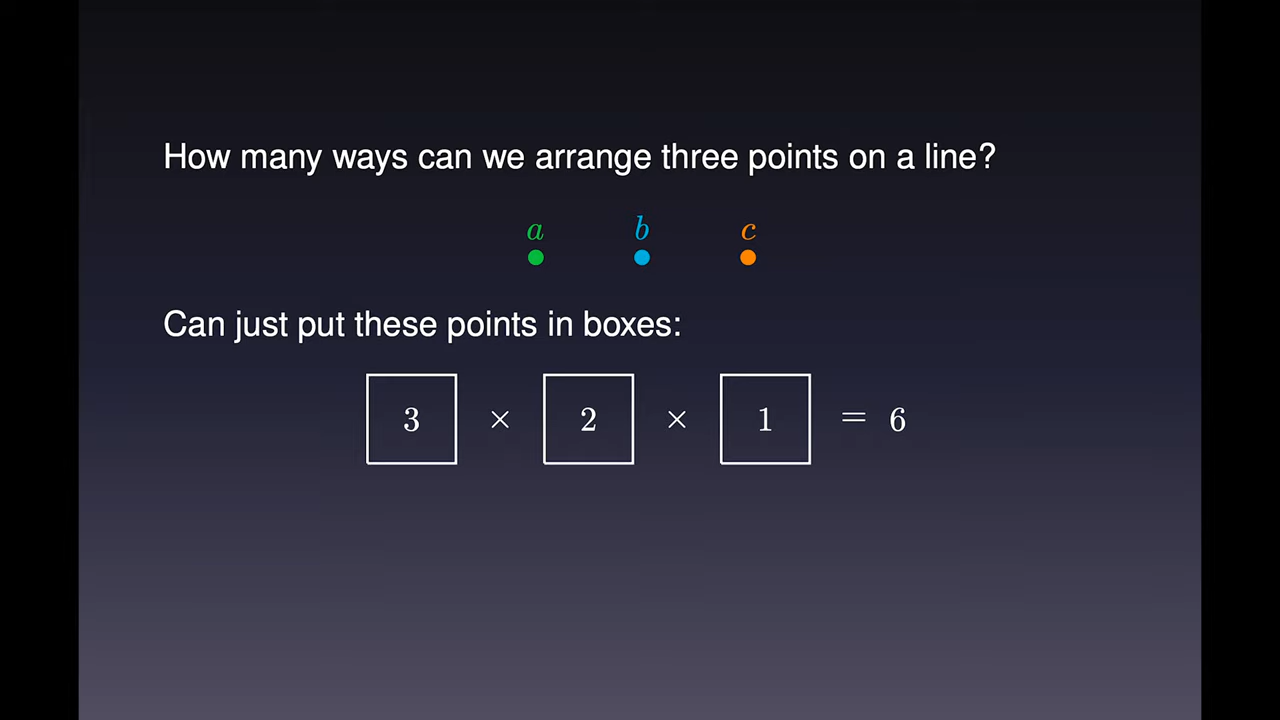 How many ways can we arrange three points on a line?
a b c
Can just put these points in boxes:
3 × 2 × 1 = 6